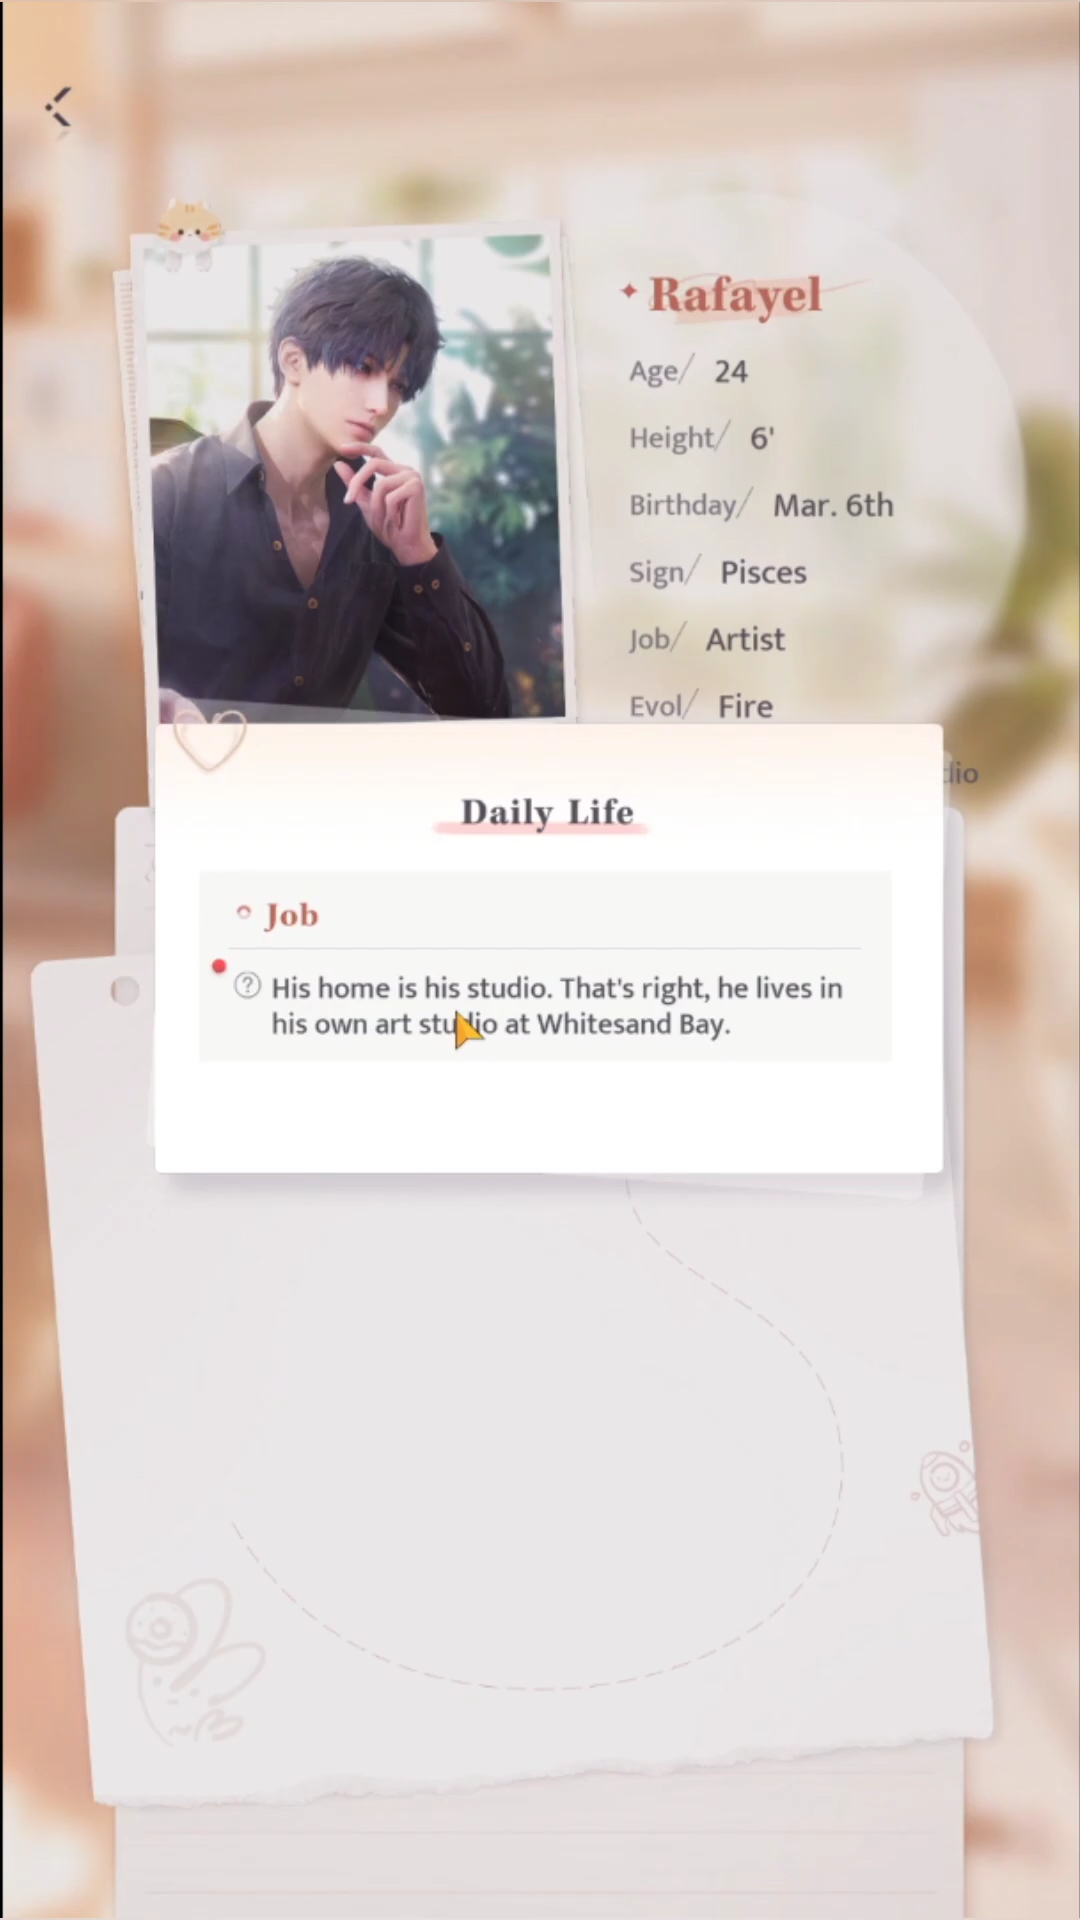 Rafayel
Age/ 24
Height/ 6'
Birthday/ Mar. 6th
Sign/ Pisces
Job/ Artist
Evol/ Fire
Daily Life
Job
His home is his studio. That's right, he lives in
his own art studio at Whitesand Bay.